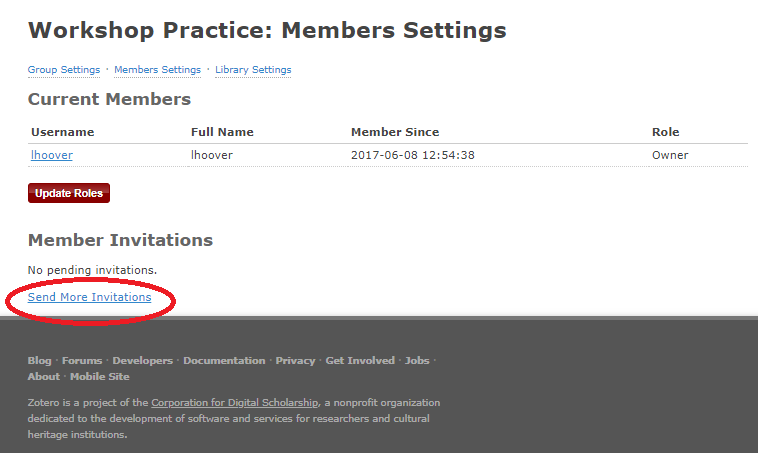 Workshop Practice: Members Settings
Group Settings · Members Settings · Library Settings
Current Members
Username Full Name Member Since Role
lhoover lhoover 2017-06-08 12:54:38 Owner
Update Roles
Member Invitations
No pending invitations.
Send More Invitations
Blog · Forums · Developers · Documentation · Privacy · Get Involved · Jobs ·
About · Mobile Site
Zotero is a project of the Corporation for Digital Scholarship, a nonprofit organization
dedicated to the development of software and services for researchers and cultural
heritage institutions.